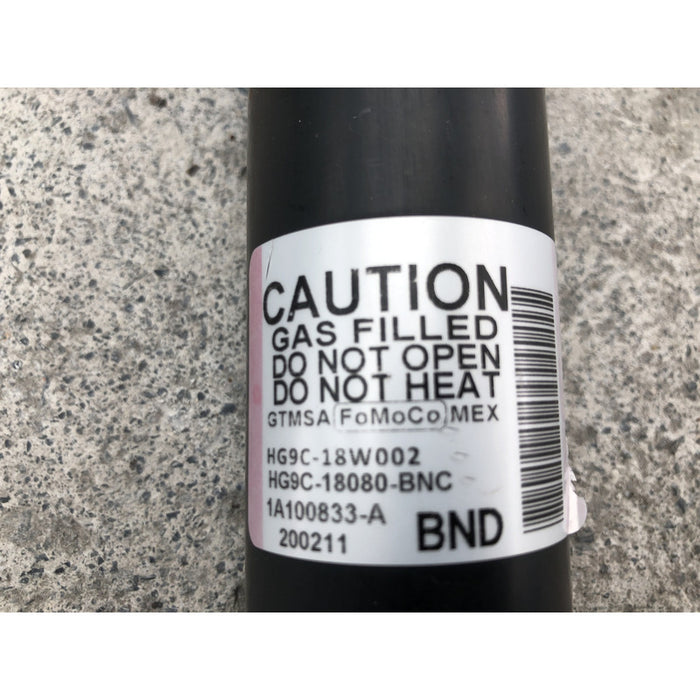 CAUTION
GAS FILLED
DO NOT OPEN
DO NOT HEAT
GTMSA FoMoCo MEX
HG9C-18W002
HG9C-18080-BNC
1A100833-A
200211 BND